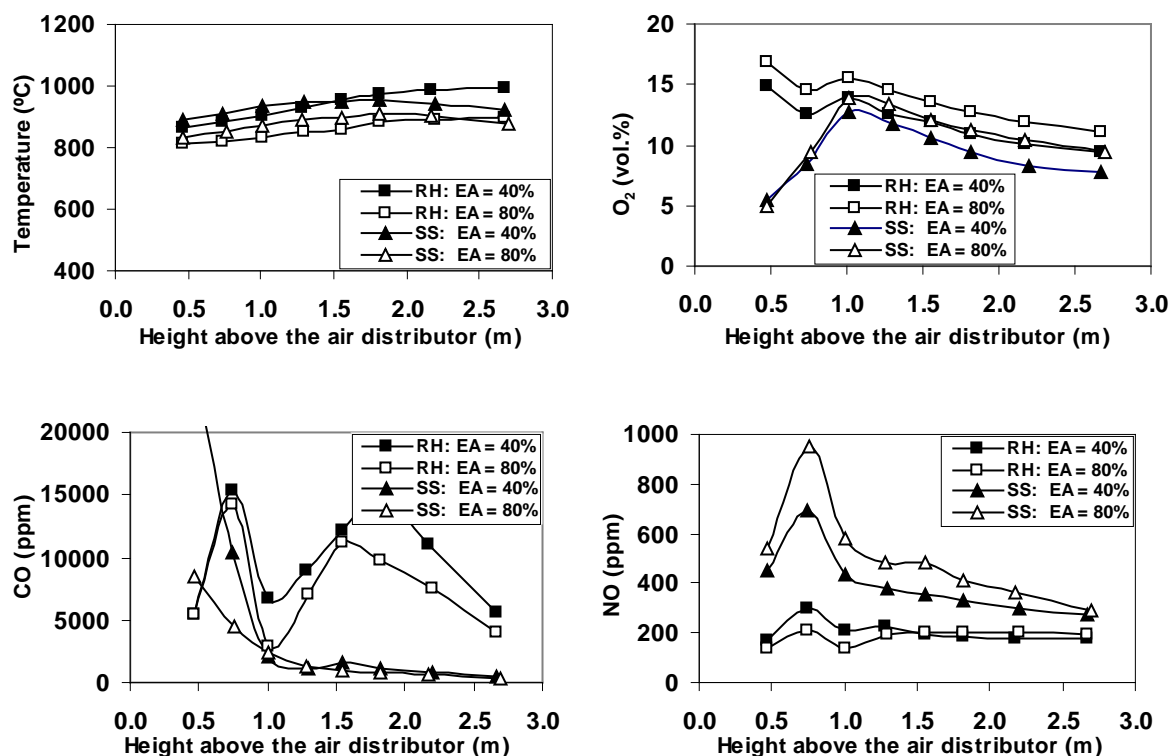 1200
1000
800
600
400
Temperature (ºC)
RH: EA = 40%
RH: EA = 80%
SS: EA = 40%
SS: EA = 80%
0.0 0.5 1.0 1.5 2.0 2.5 3.0
Height above the air distributor (m)
20
15
10
5
0
O2 (vol.%)
RH: EA = 40%
RH: EA = 80%
SS: EA = 40%
SS: EA = 80%
0.0 0.5 1.0 1.5 2.0 2.5 3.0
Height above the air distributor (m)
20000
15000
10000
5000
0
CO (ppm)
RH: EA = 40%
RH: EA = 80%
SS: EA = 40%
SS: EA = 80%
0.0 0.5 1.0 1.5 2.0 2.5 3.0
Height above the air distributor (m)
1000
800
600
400
200
0
NO (ppm)
RH: EA = 40%
RH: EA = 80%
SS: EA = 40%
SS: EA = 80%
0.0 0.5 1.0 1.5 2.0 2.5 3.0
Height above the air distributor (m)